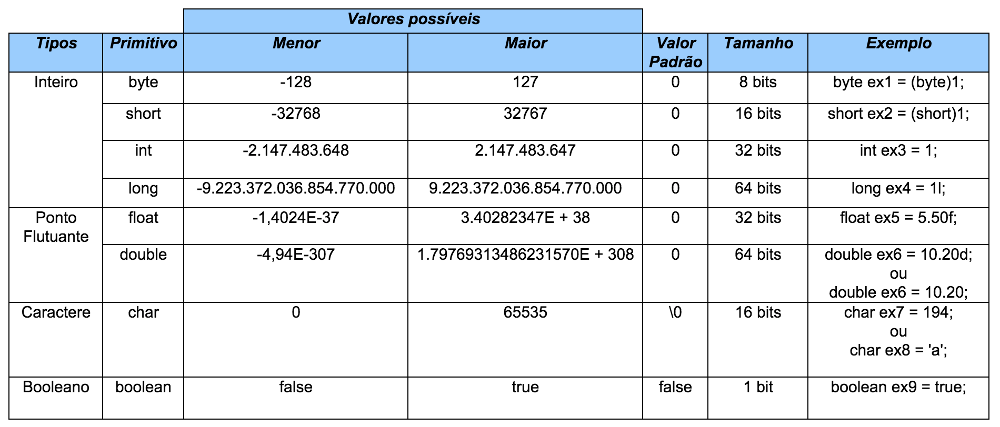 Valores possíveis
Tipos Primitivo Menor Maior Valor Padrão Tamanho Exemplo
Inteiro byte -128 127 0 8 bits byte ex1 = (byte)1;
short -32768 32767 0 16 bits short ex2 = (short)1;
int -2.147.483.648 2.147.483.647 0 32 bits int ex3 = 1;
long -9.223.372.036.854.770.000 9.223.372.036.854.770.000 0 64 bits long ex4 = 1l;
Ponto Flutuante float -1,4024E-37 3.40282347E + 38 0 32 bits float ex5 = 5.50f;
double -4,94E-307 1.79769313486231570E + 308 0 64 bits double ex6 = 10.20d;
ou
double ex6 = 10.20;
Caractere char 0 65535 \0 16 bits char ex7 = 194;
ou
char ex8 = 'a';
Booleano boolean false true false 1 bit boolean ex9 = true;